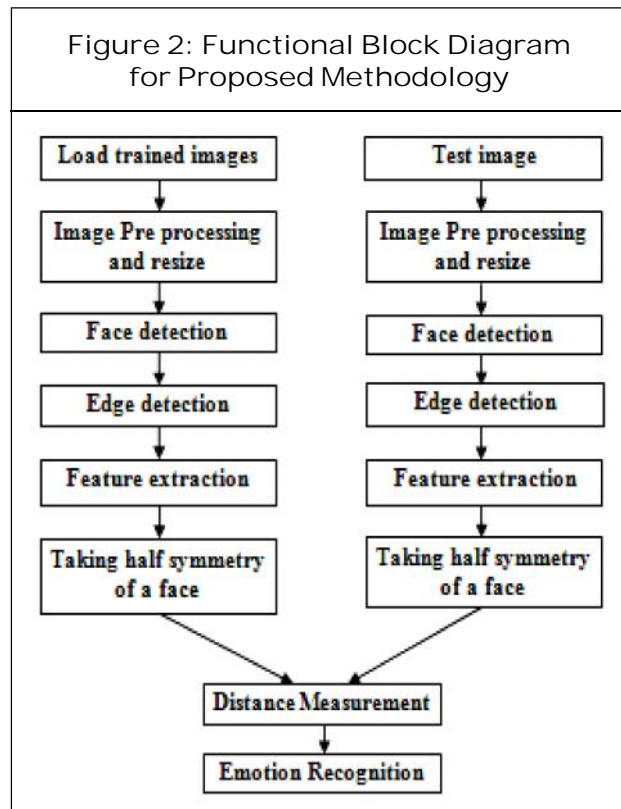 Figure 2: Functional Block Diagram
for Proposed Methodology
Load trained images
Image Pre processing
and resize
Face detection
Edge detection
Feature extraction
Taking half symmetry
of a face
Test image
Image Pre processing
and resize
Face detection
Edge detection
Feature extraction
Taking half symmetry
of a face
Distance Measurement
Emotion Recognition